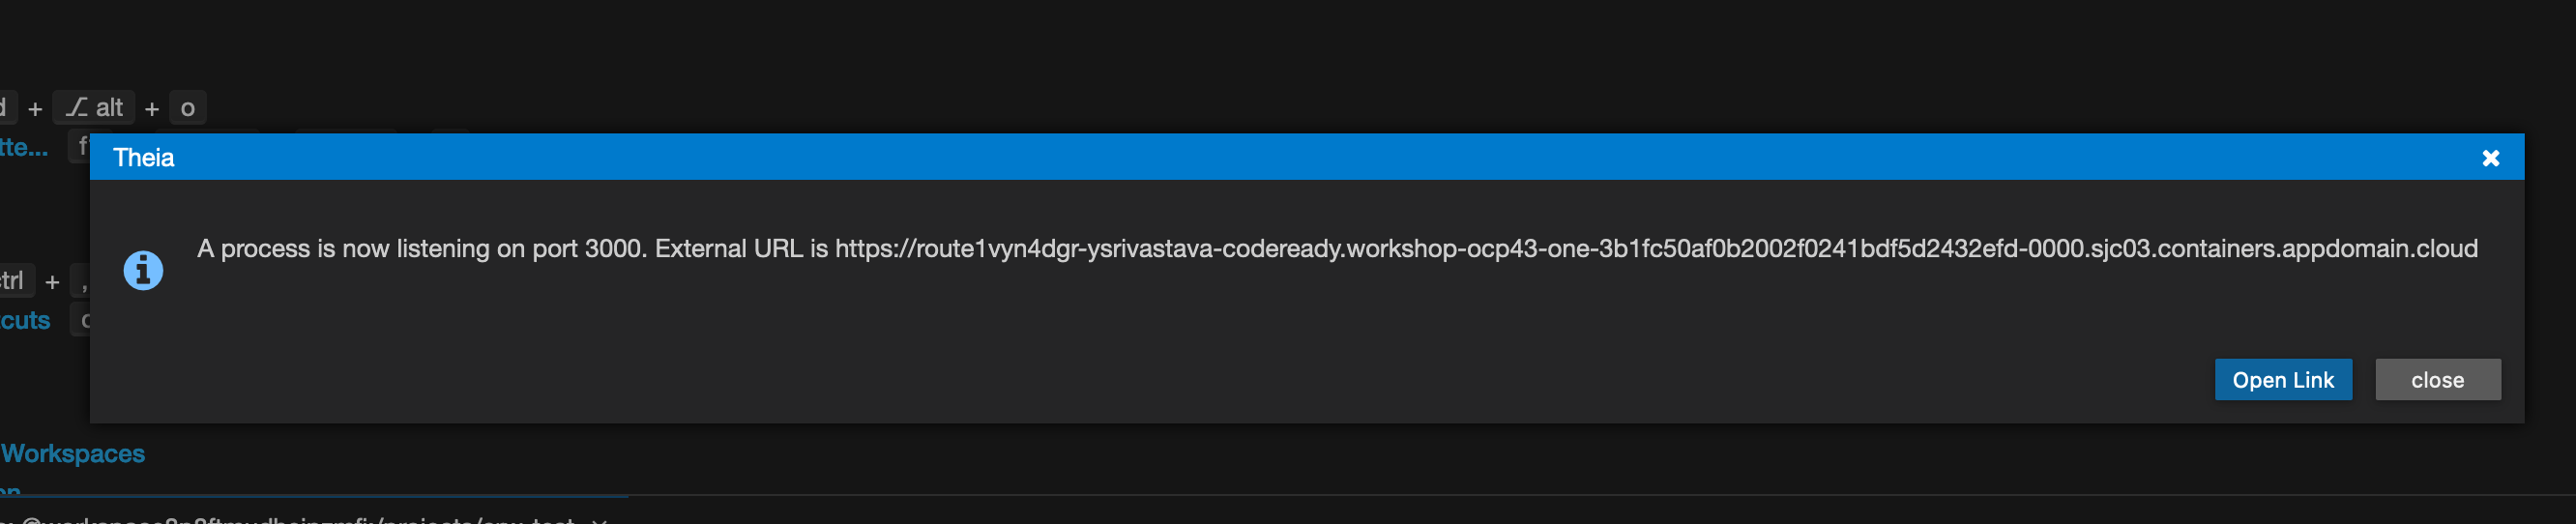 + ⌥ alt + o
tte...
Theia
A process is now listening on port 3000. External URL is https://route1vyn4dgr-ysrivastava-codeready.workshop-ocp43-one-3b1fc50af0b2002f0241bdf5d2432efd-0000.sjc03.containers.appdomain.cloud
ctrl + ,
cuts
Open Link close
Workspaces